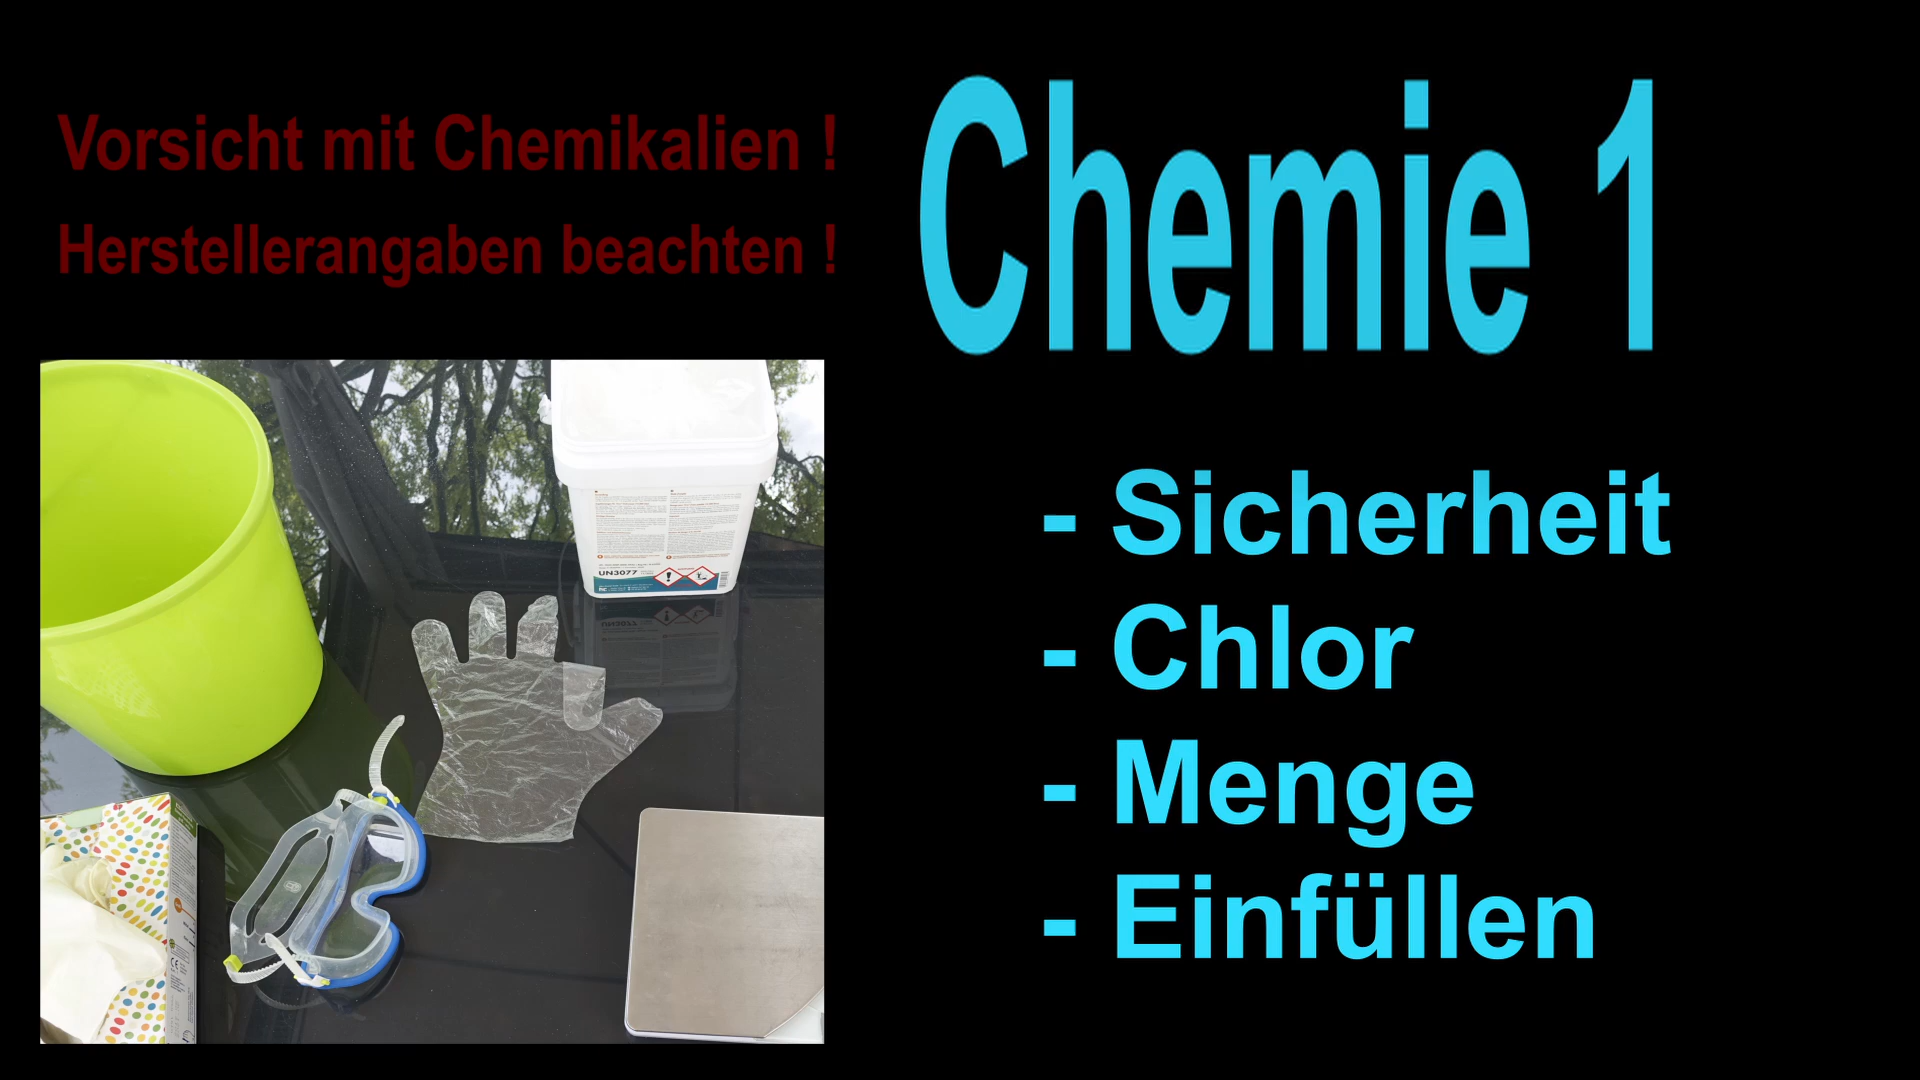 Vorsicht mit Chemikalien !
Herstellerangaben beachten !
Chemie 1
- Sicherheit
- Chlor
- Menge
- Einfüllen
UN3077